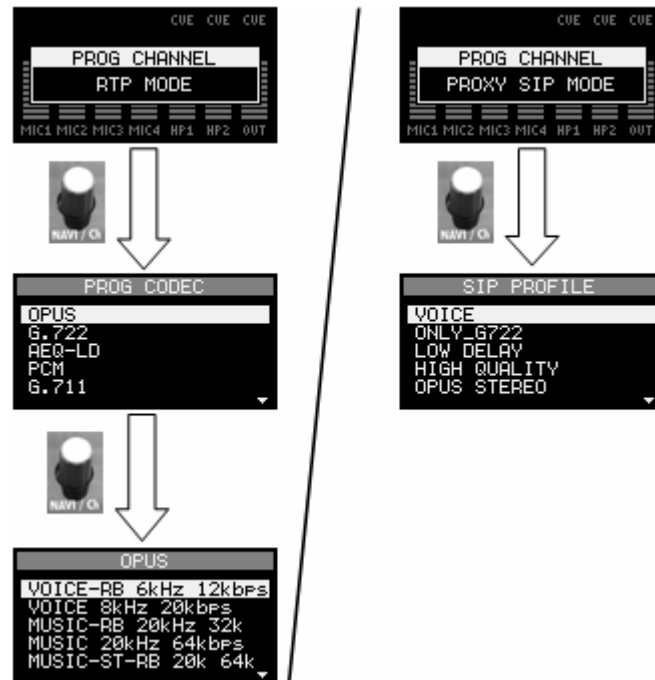 CUE CUE CUE
PROG CHANNEL
RTP MODE
MIC1 MIC2 MIC3 MIC4 HP1 HP2 OUT
NAVI / Ch
PROG CODEC
OPUS
G.722
AEQ-LD
PCM
G.711
NAVI / Ch
OPUS
VOICE-RB 6kHz 12kbps
VOICE 8kHz 20kbps
MUSIC-RB 20kHz 32k
MUSIC 20kHz 64kbps
MUSIC-ST-RB 20k 64k
CUE CUE CUE
PROG CHANNEL
PROXY SIP MODE
MIC1 MIC2 MIC3 MIC4 HP1 HP2 OUT
NAVI / Ch
SIP PROFILE
VOICE
ONLY_G722
LOW DELAY
HIGH QUALITY
OPUS STEREO